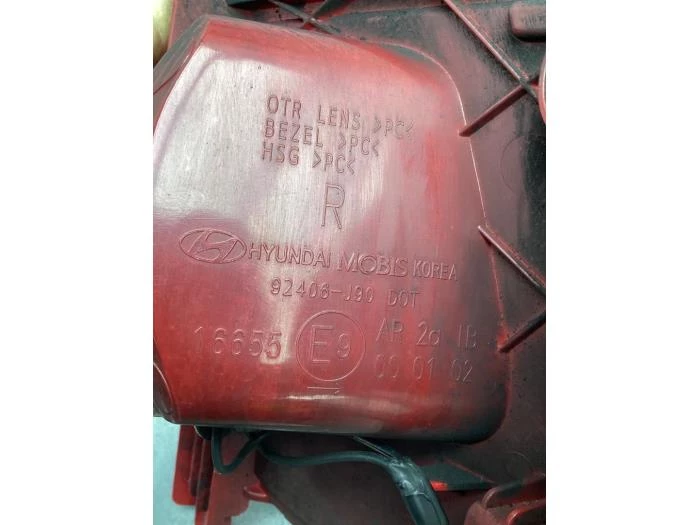 OTR LENS >PC<
BEZEL >PC<
HSG >PC<
R
HYUNDAI MOBIS KOREA
92406-J90 DOT
16655 E9 AR 2a IB
00 01 02